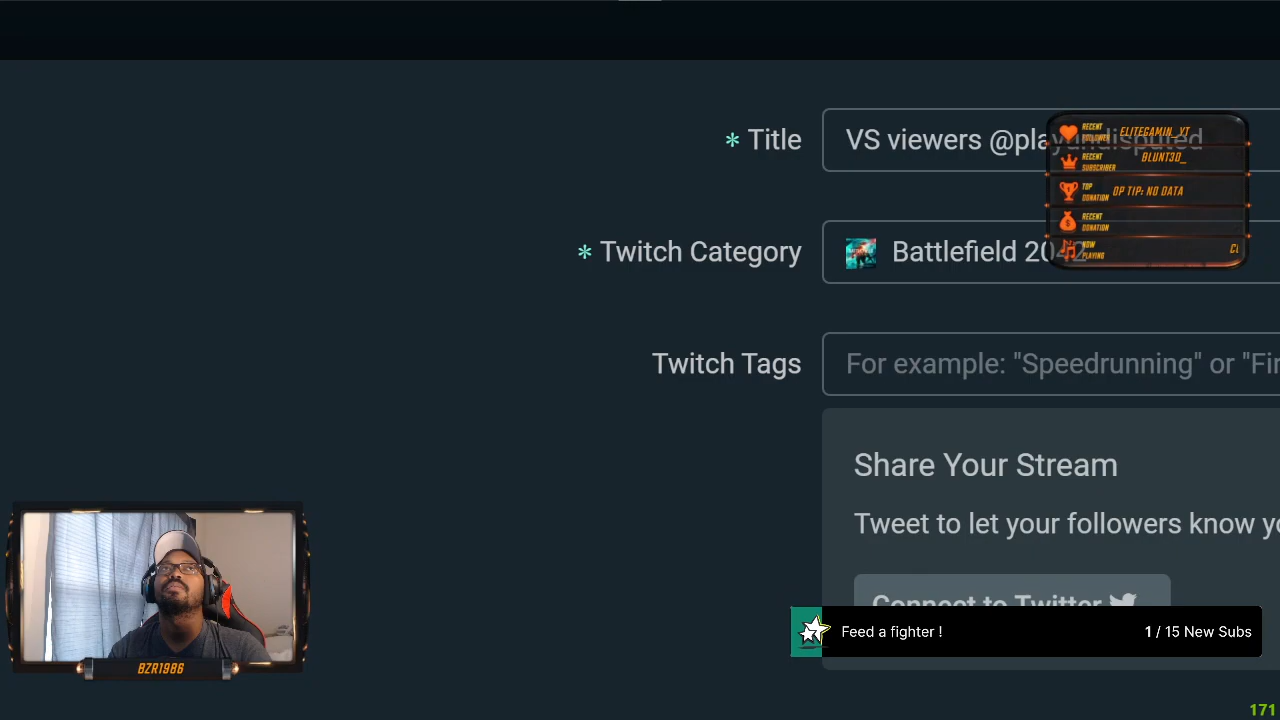 * Title
VS viewers @playundisputed
RECENT FOLLOWER ELITEGAMIN_YT
RECENT SUBSCRIBER BLUNT3D_
TOP DONATION OP TIP: NO DATA
RECENT DONATION
* Twitch Category
Battlefield 2042
NOW PLAYING
Twitch Tags
For example: "Speedrunning" or "Fir
Share Your Stream
Tweet to let your followers know yo
Connect to Twitter
Feed a fighter !
1 / 15 New Subs
BZR1986
171